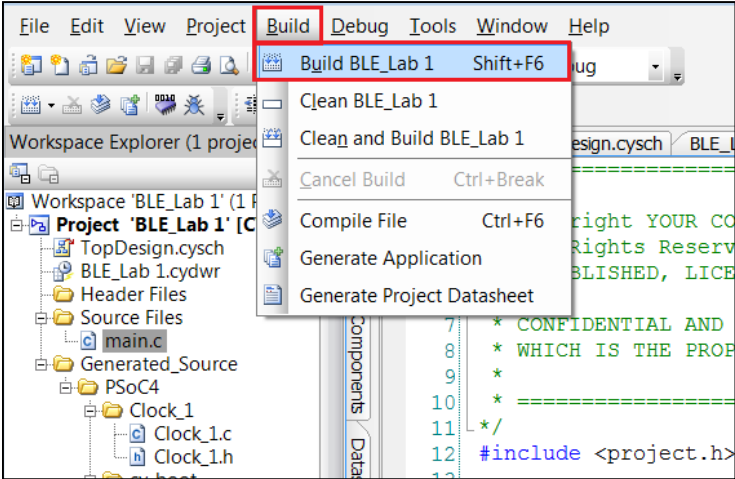 File Edit View Project Build Debug Tools Window Help
Build BLE_Lab 1 Shift+F6
Clean BLE_Lab 1
Clean and Build BLE_Lab 1
Cancel Build Ctrl+Break
Compile File Ctrl+F6
Generate Application
Generate Project Datasheet
ug
Workspace Explorer (1 projec
esign.cysch BLE_L
Workspace 'BLE_Lab 1' (1 P
Project 'BLE_Lab 1' [C
TopDesign.cysch
BLE_Lab 1.cydwr
Header Files
Source Files
main.c
Generated_Source
PSoC4
Clock_1
Clock_1.c
Clock_1.h
Components
Datas
==============
right YOUR CO
Rights Reserv
BLISHED, LICE
7 * CONFIDENTIAL AND
8 * WHICH IS THE PROP
9 *
10 * ==================
11 */
12 #include <project.h>